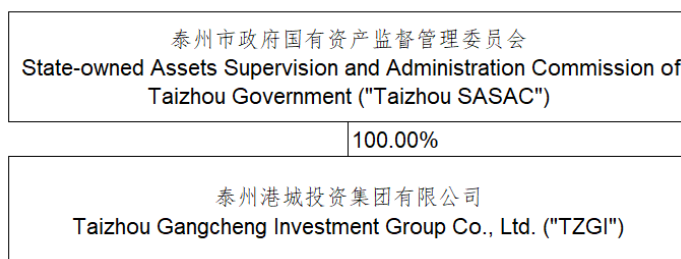 泰州市政府国有资产监督管理委员会
State-owned Assets Supervision and Administration Commission of
Taizhou Government ("Taizhou SASAC")
100.00%
泰州港城投资集团有限公司
Taizhou Gangcheng Investment Group Co., Ltd. ("TZGI")